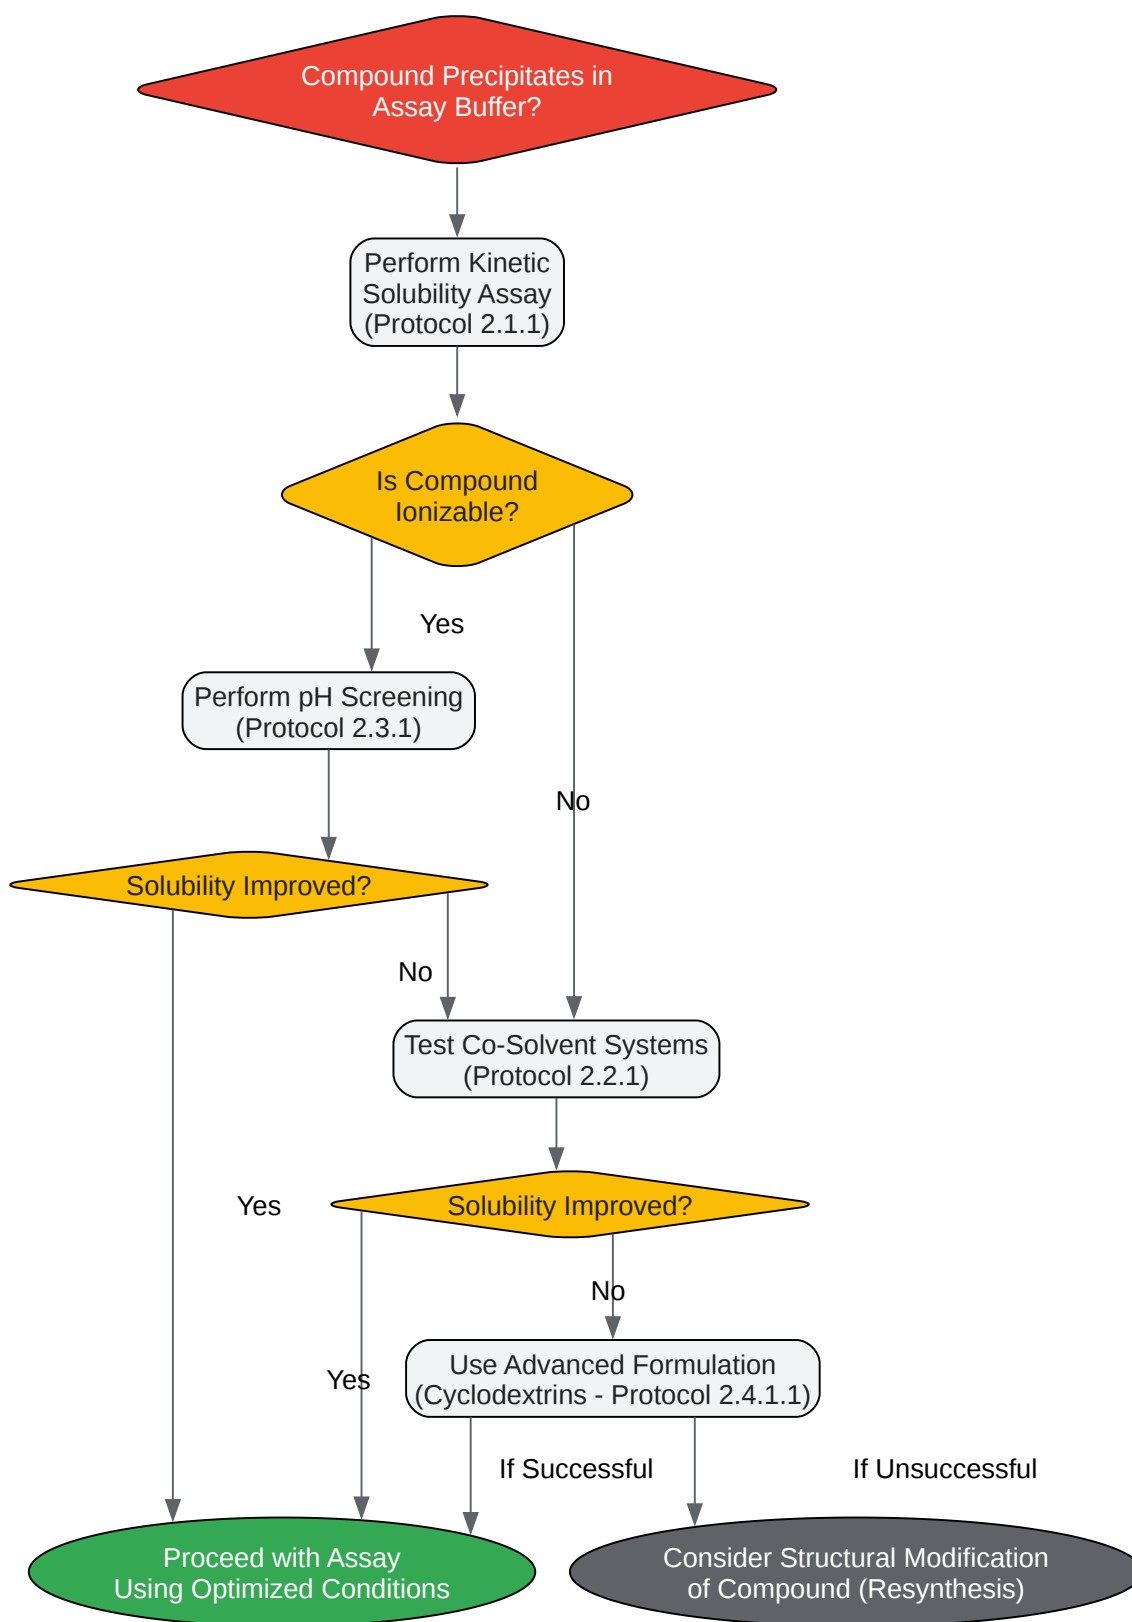 Compound Precipitates in
Assay Buffer?
Perform Kinetic
Solubility Assay
(Protocol 2.1.1)
Is Compound
Ionizable?
Yes
Perform pH Screening
(Protocol 2.3.1)
No
Solubility Improved?
No
Test Co-Solvent Systems
(Protocol 2.2.1)
Yes
Solubility Improved?
No
Use Advanced Formulation
(Cyclodextrins - Protocol 2.4.1.1)
Yes
If Successful
If Unsuccessful
Proceed with Assay
Using Optimized Conditions
Consider Structural Modification
of Compound (Resynthesis)